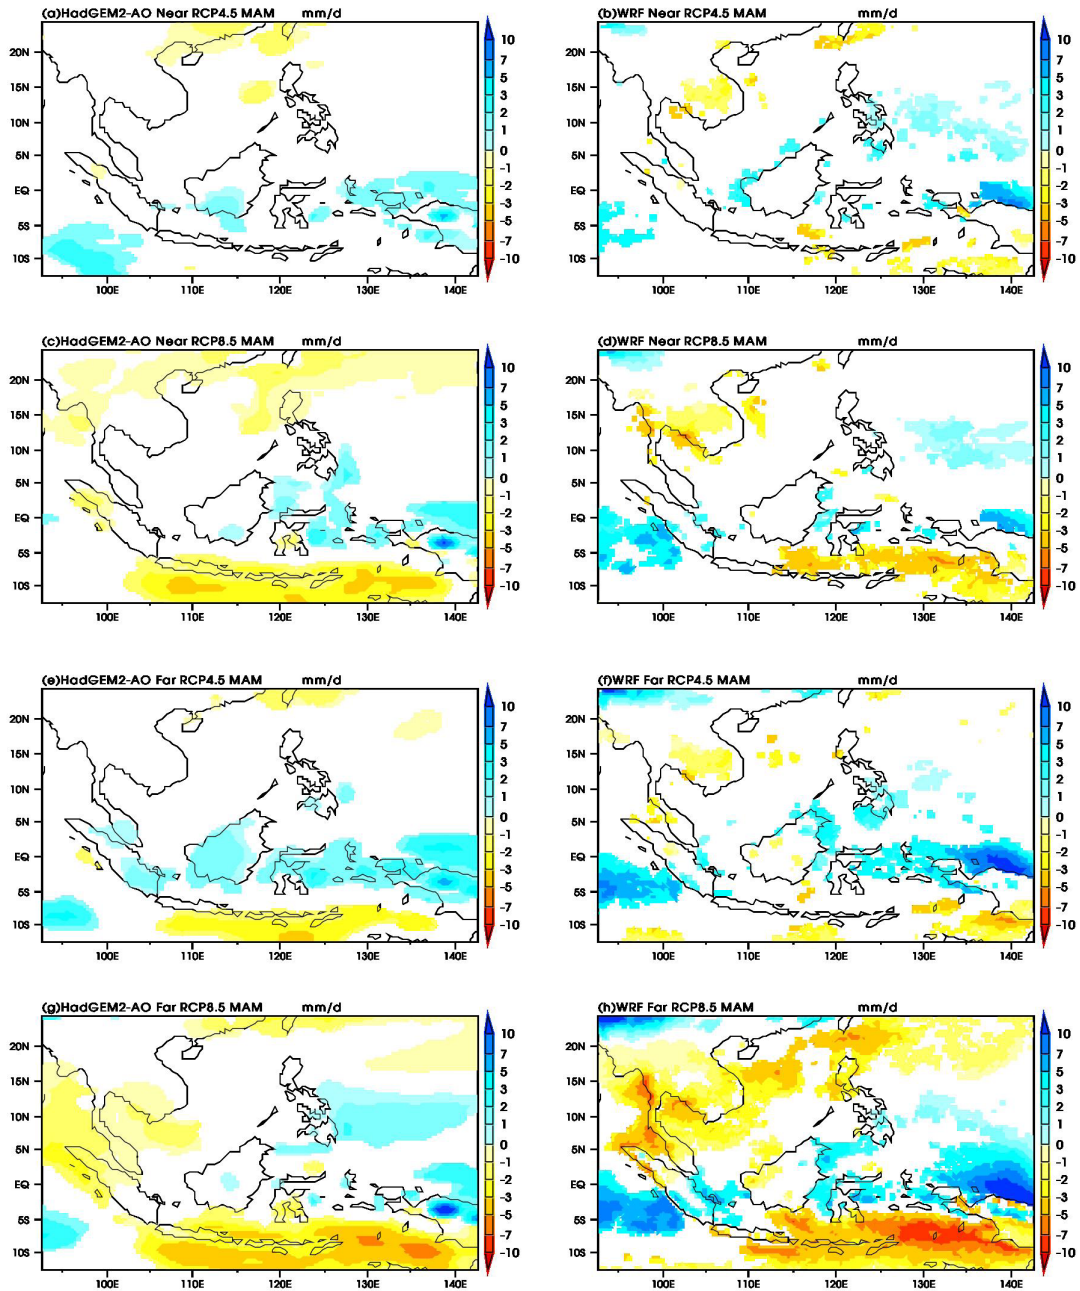 (a)HadGEM2-AO Near RCP4.5 MAM mm/d
20N
15N
10N
5N
EQ
5S
10S
100E 110E 120E 130E 140E
10
7
5
3
2
1
0
-1
-2
-3
-5
-7
-10
(b)WRF Near RCP4.5 MAM mm/d
20N
15N
10N
5N
EQ
5S
10S
100E 110E 120E 130E 140E
10
7
5
3
2
1
0
-1
-2
-3
-5
-7
-10
(c)HadGEM2-AO Near RCP8.5 MAM mm/d
20N
15N
10N
5N
EQ
5S
10S
100E 110E 120E 130E 140E
10
7
5
3
2
1
0
-1
-2
-3
-5
-7
-10
(d)WRF Near RCP8.5 MAM mm/d
20N
15N
10N
5N
EQ
5S
10S
100E 110E 120E 130E 140E
10
7
5
3
2
1
0
-1
-2
-3
-5
-7
-10
(e)HadGEM2-AO Far RCP4.5 MAM mm/d
20N
15N
10N
5N
EQ
5S
10S
100E 110E 120E 130E 140E
10
7
5
3
2
1
0
-1
-2
-3
-5
-7
-10
(f)WRF Far RCP4.5 MAM mm/d
20N
15N
10N
5N
EQ
5S
10S
100E 110E 120E 130E 140E
10
7
5
3
2
1
0
-1
-2
-3
-5
-7
-10
(g)HadGEM2-AO Far RCP8.5 MAM mm/d
20N
15N
10N
5N
EQ
5S
10S
100E 110E 120E 130E 140E
10
7
5
3
2
1
0
-1
-2
-3
-5
-7
-10
(h)WRF Far RCP8.5 MAM mm/d
20N
15N
10N
5N
EQ
5S
10S
100E 110E 120E 130E 140E
10
7
5
3
2
1
0
-1
-2
-3
-5
-7
-10